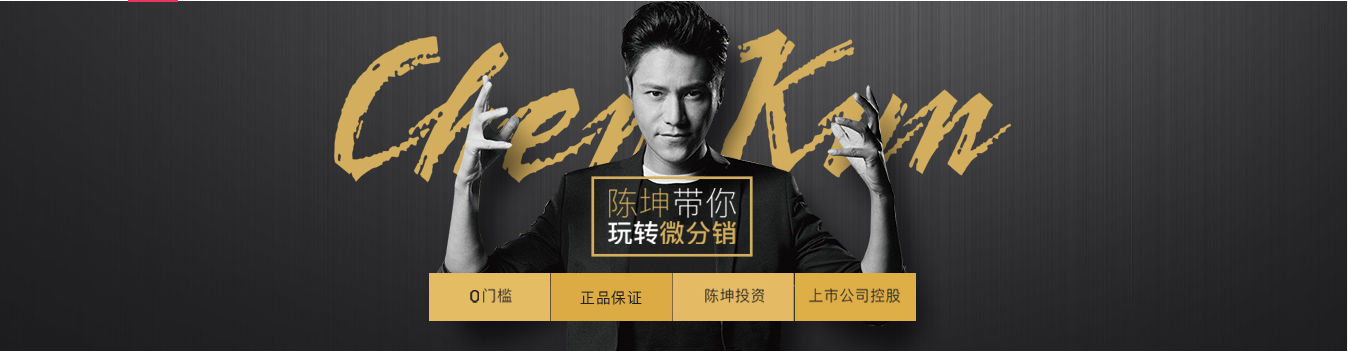 Chen Kun
陈坤带你
玩转微分销
0门槛
正品保证
陈坤投资
上市公司控股